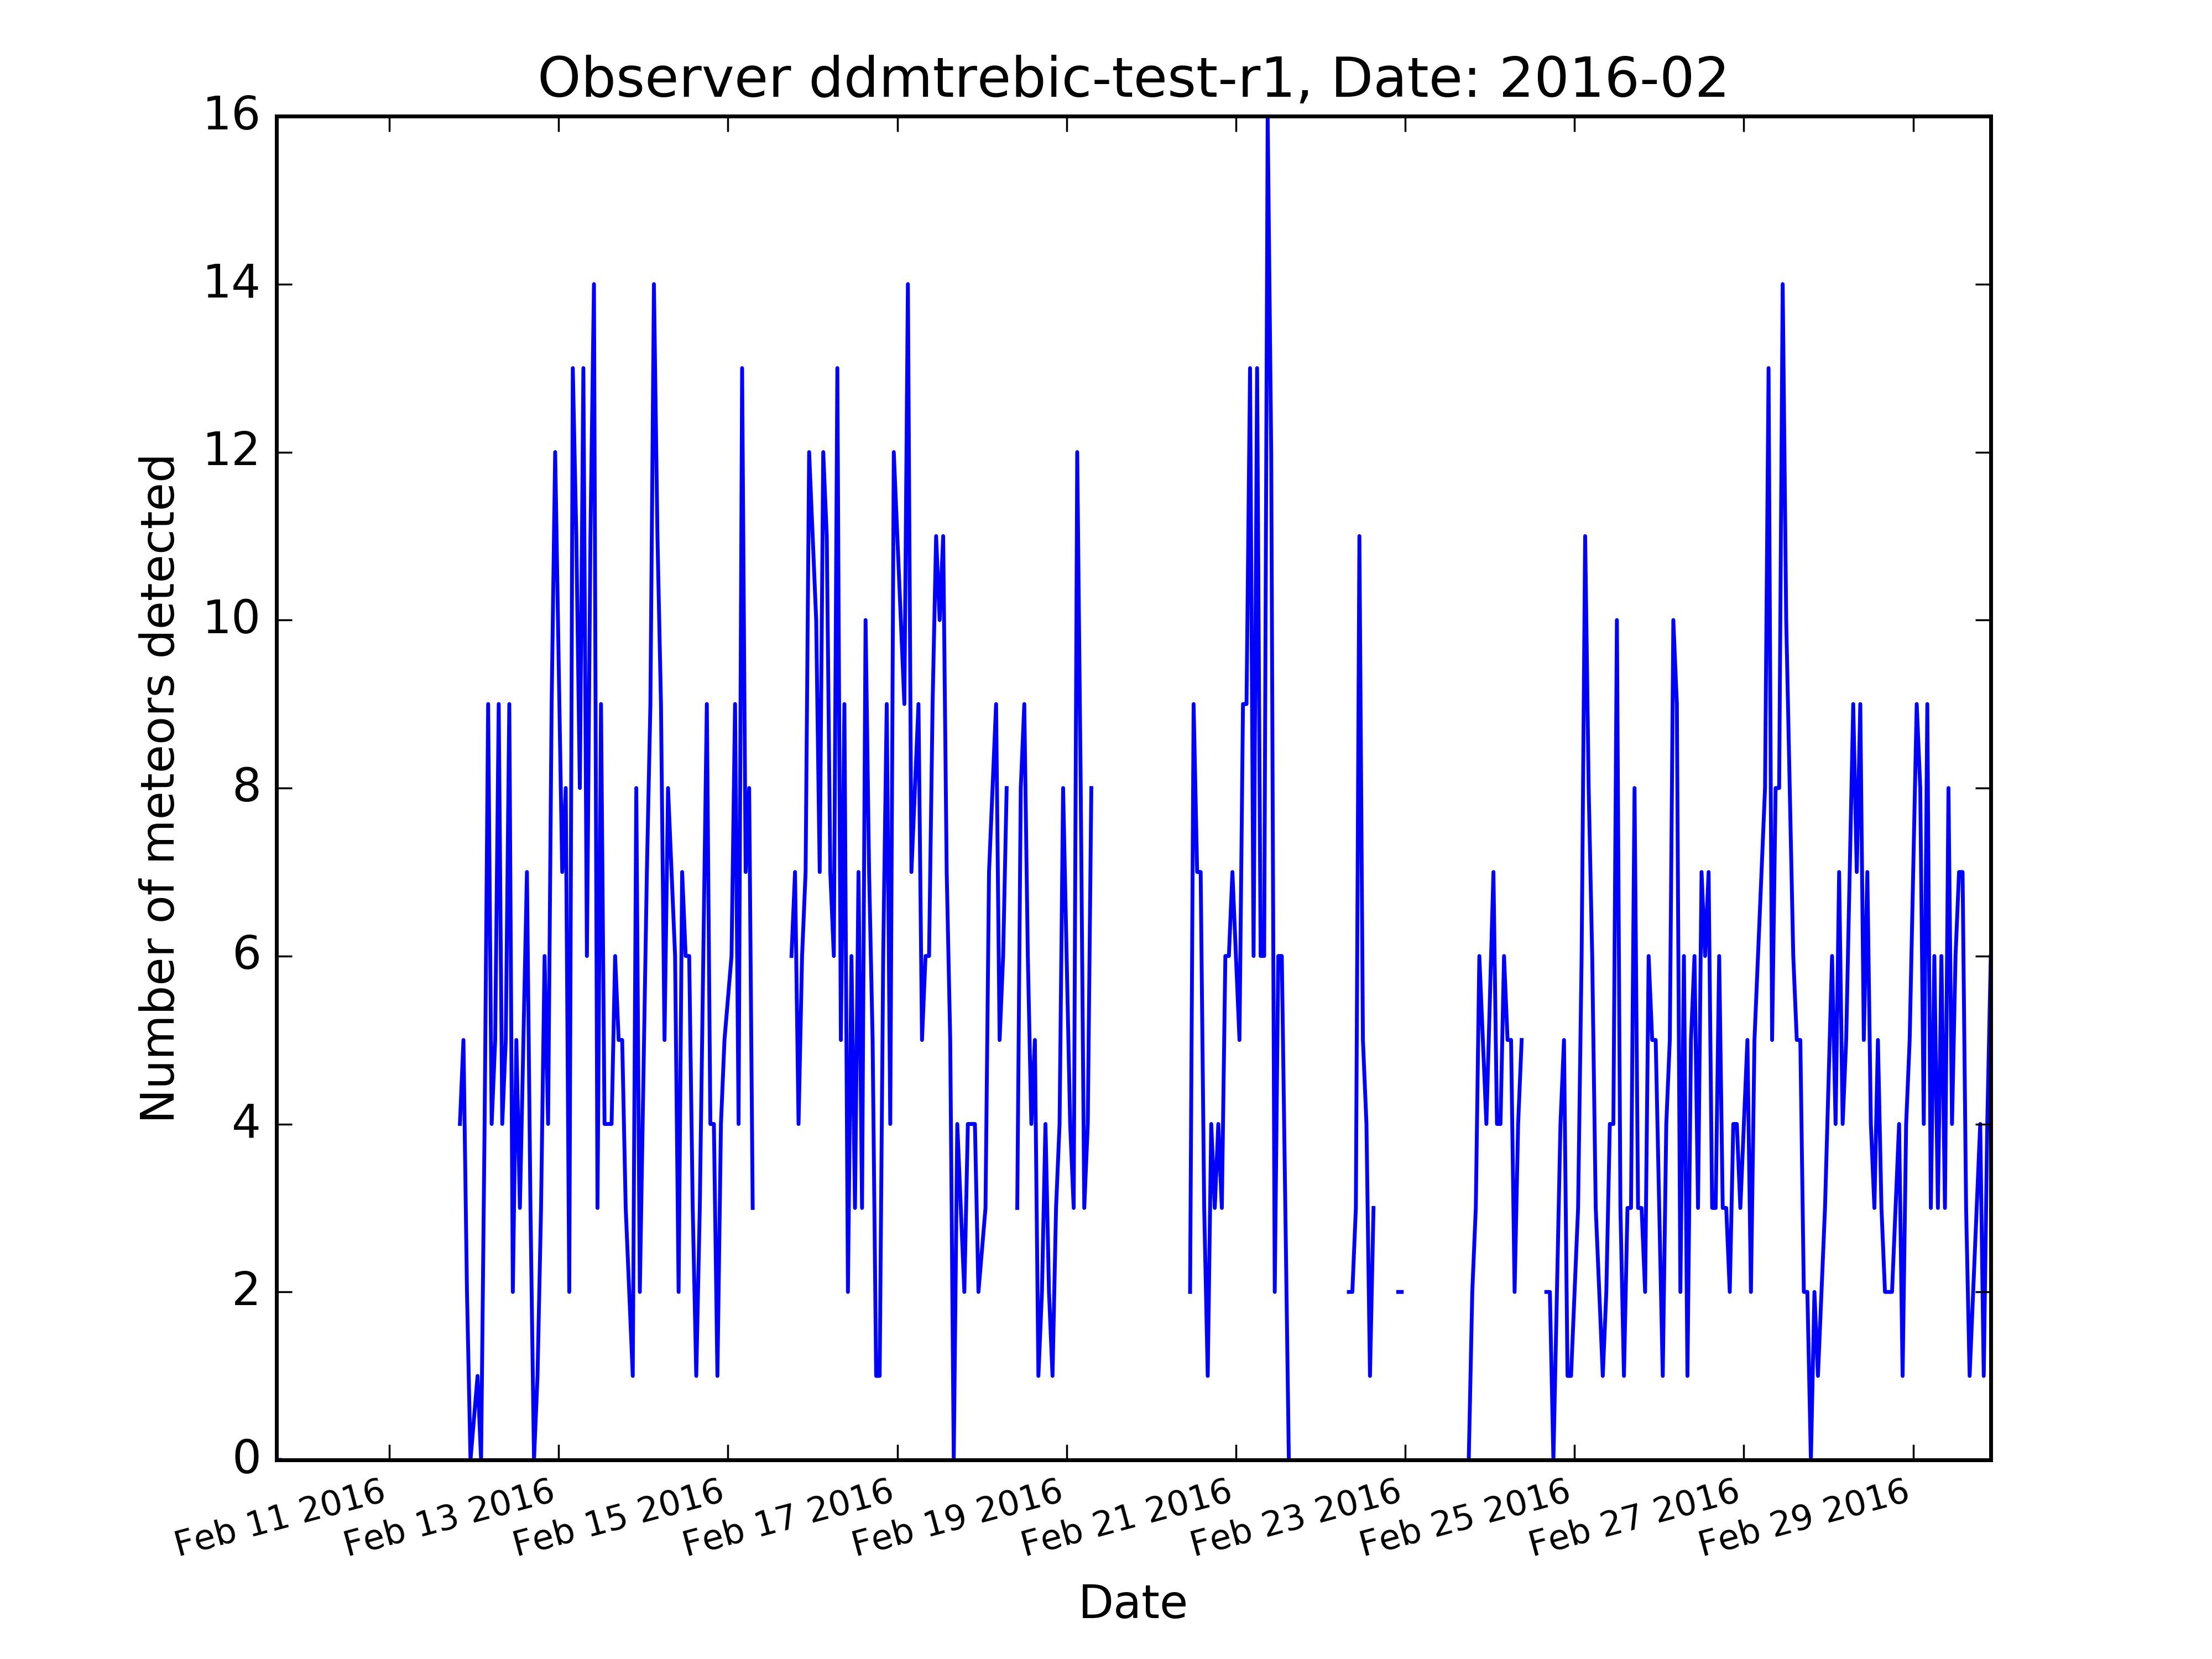 Observer ddmtrebic-test-r1, Date: 2016-02
Number of meteors detected
16
14
12
10
8
6
4
2
0
Feb 11 2016
Feb 13 2016
Feb 15 2016
Feb 17 2016
Feb 19 2016
Feb 21 2016
Feb 23 2016
Feb 25 2016
Feb 27 2016
Feb 29 2016
Date